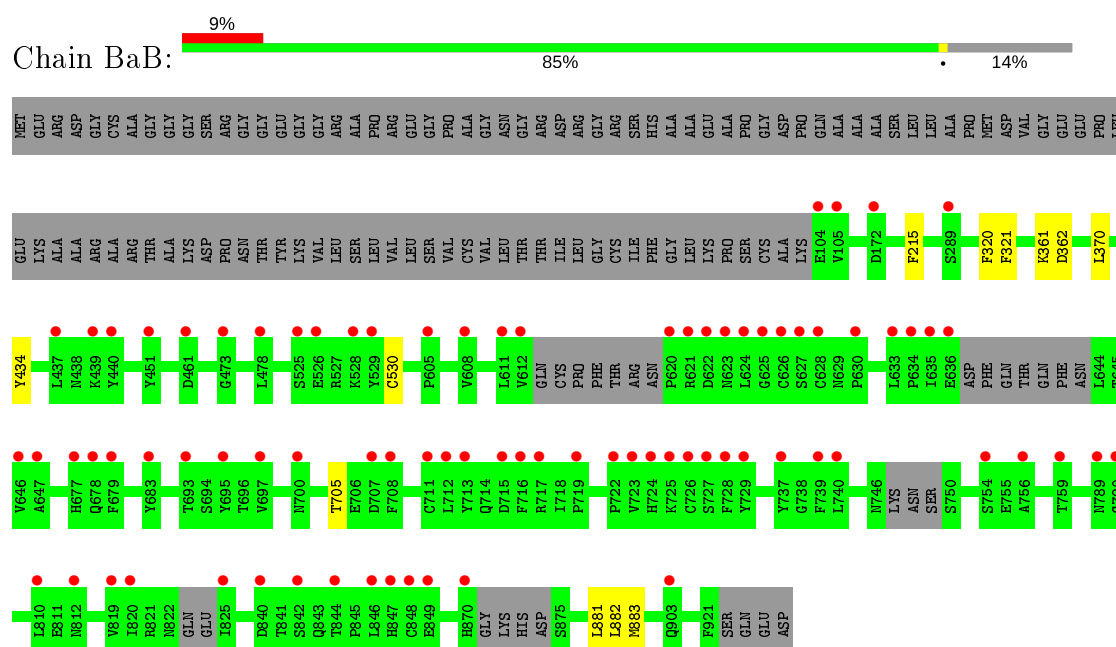 9%
Chain BaB:
85% • 14%
MET GLU ARG ASP GLY CYS ALA GLY GLY GLY SER ARG GLY GLY GLU GLY GLY ARG ALA PRO ARG GLU GLY PRO ALA GLY ASN GLY ARG ASP ARG GLY ARG SER HIS ALA ALA GLU ALA PRO GLY ASP PRO GLN ALA ALA ALA SER LEU LEU ALA PRO MET ASP VAL GLY GLU GLU PRO LEU
GLU LYS ALA ALA ARG ALA ARG THR ALA LYS ASP PRO ASN THR TYR LYS VAL LEU SER LEU VAL LEU SER VAL CYS VAL LEU THR THR ILE LEU GLY CYS ILE PHE GLY LEU LYS PRO SER CYS ALA LYS E104 V105 D172 F215 S289 F320 F321 K361 D362 L370
Y434 L437 N438 K439 Y440 Y451 D461 G473 L478 S525 E526 R527 K528 Y529 C530 P605 V608 L611 V612 GLN CYS PRO PHE THR ARG ASN P620 R621 D622 N623 L624 G625 C626 S627 C628 N629 P630 L633 P634 I635 E636 ASP PHE GLN THR GLN PHE ASN L644 T645
V646 A647 H677 Q678 F679 Y683 T693 S694 Y695 T696 V697 N700 T705 E706 D707 F708 C711 L712 Y713 Q714 D715 F716 R717 I718 P719 P722 V723 H724 K725 C726 S727 F728 Y729 Y737 G738 F739 L740 N746 LYS ASN SER S750 S754 E755 A756 T759 N789
L810 E811 N812 V819 I820 R821 N822 GLN GLU I825 D840 T841 S842 Q843 T844 P845 L846 H847 C848 E849 H870 GLY LYS HIS ASP S875 L881 L882 M883 Q903 F921 SER GLN GLU ASP